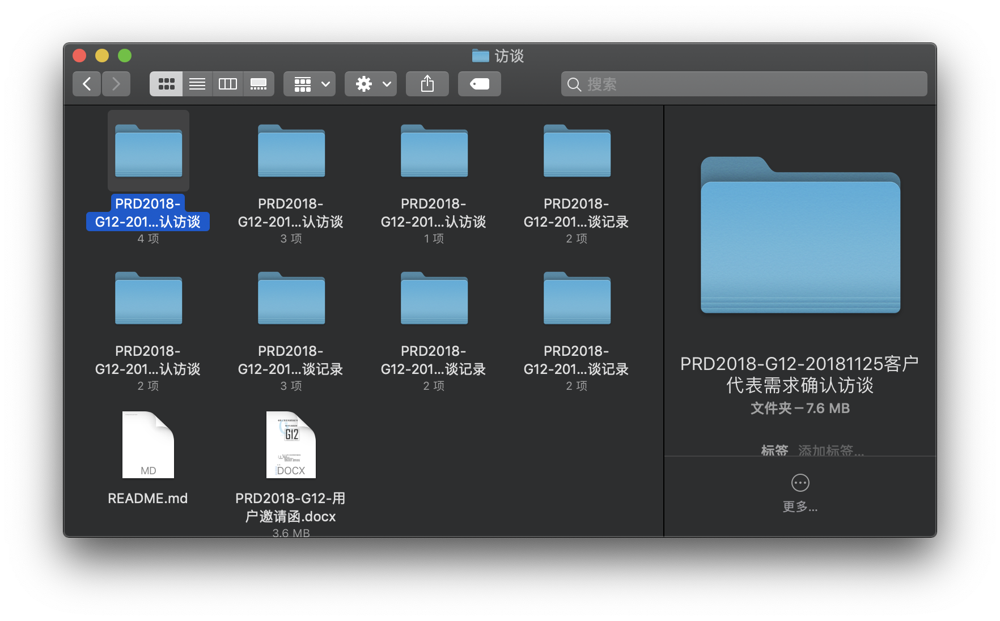 访谈
搜索
PRD2018-
G12-201...认访谈
4 项
PRD2018-
G12-201...认访谈
3 项
PRD2018-
G12-201...认访谈
1 项
PRD2018-
G12-201...谈记录
2 项
PRD2018-
G12-201...认访谈
2 项
PRD2018-
G12-201...谈记录
3 项
PRD2018-
G12-201...谈记录
2 项
PRD2018-
G12-201...谈记录
2 项
MD
README.md
G12
DOCX
PRD2018-G12-用
户邀请函.docx
3.6 MB
PRD2018-G12-20181125客户
代表需求确认访谈
文件夹 – 7.6 MB
标签 添加标签...
更多...